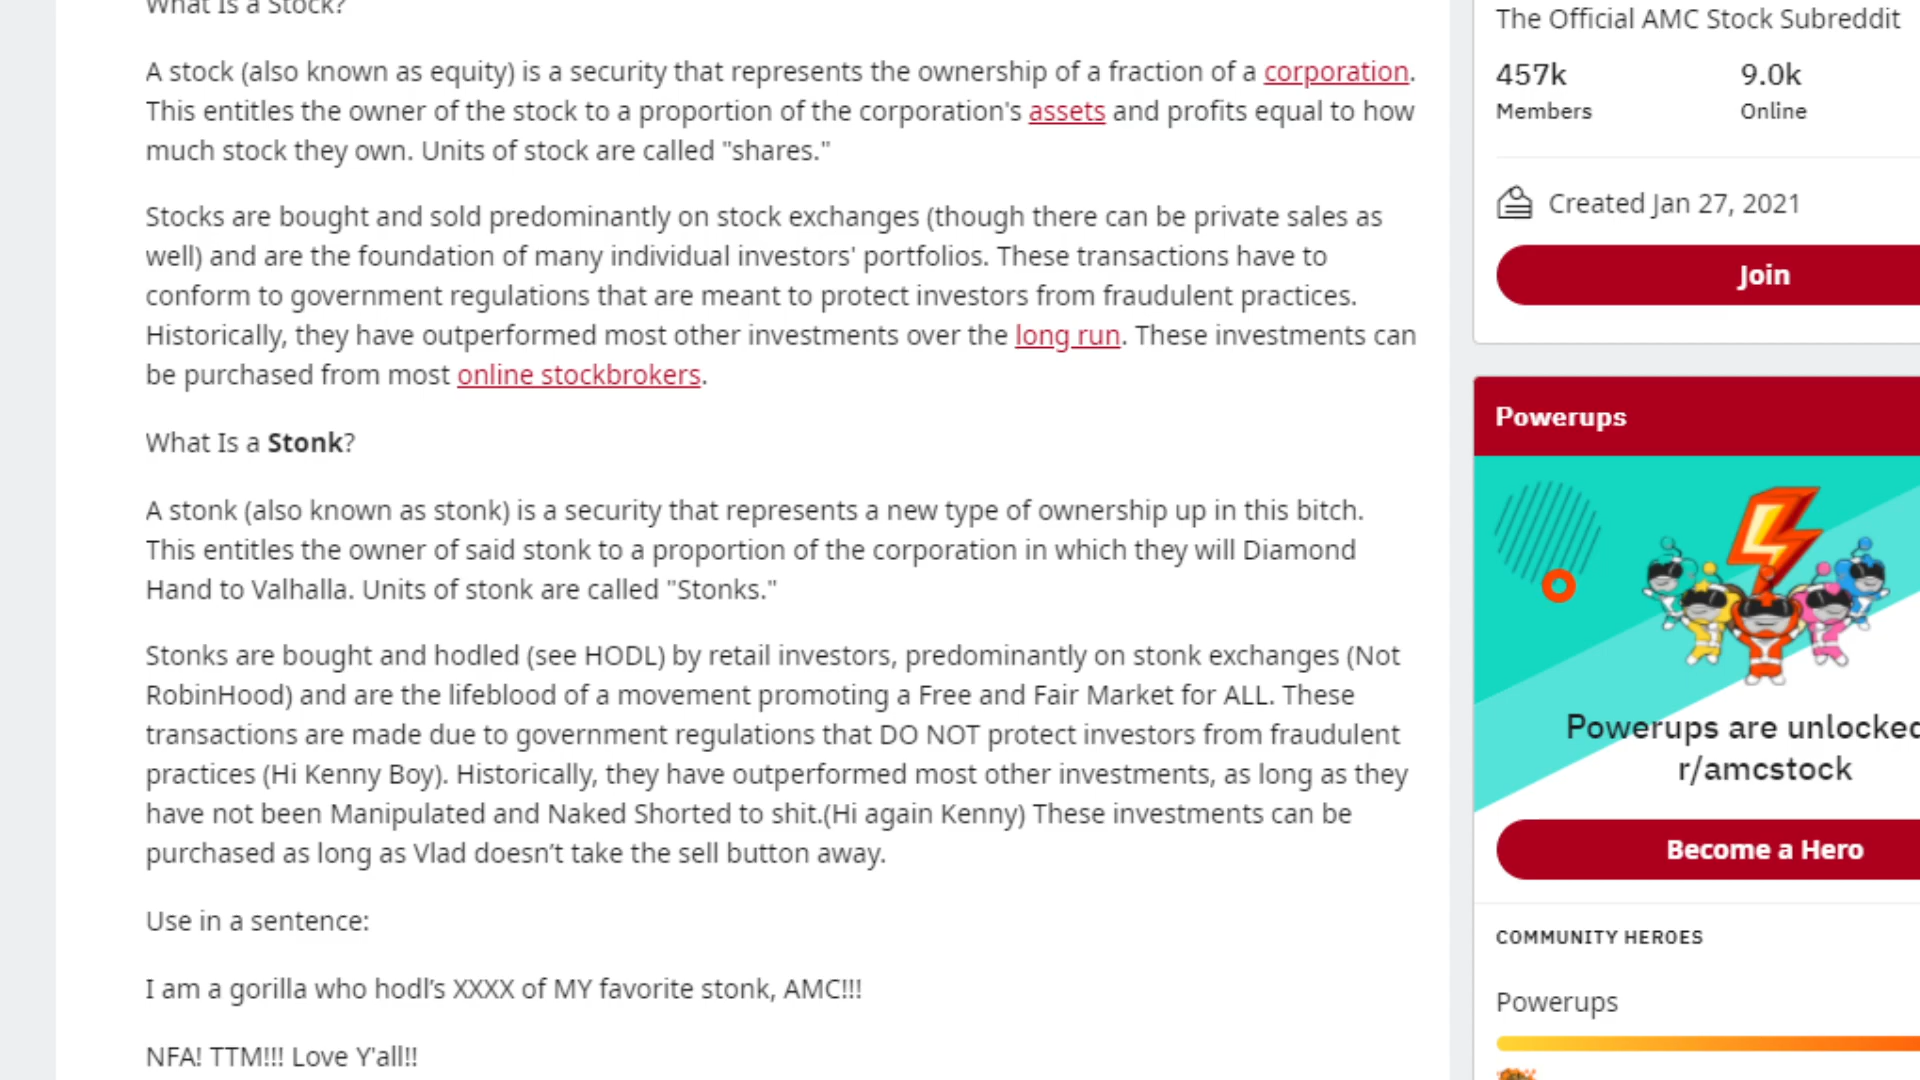 What Is a Stock?
A stock (also known as equity) is a security that represents the ownership of a fraction of a corporation.
This entitles the owner of the stock to a proportion of the corporation's assets and profits equal to how
much stock they own. Units of stock are called "shares."
Stocks are bought and sold predominantly on stock exchanges (though there can be private sales as
well) and are the foundation of many individual investors' portfolios. These transactions have to
conform to government regulations that are meant to protect investors from fraudulent practices.
Historically, they have outperformed most other investments over the long run. These investments can
be purchased from most online stockbrokers.
What Is a Stonk?
A stonk (also known as stonk) is a security that represents a new type of ownership up in this bitch.
This entitles the owner of said stonk to a proportion of the corporation in which they will Diamond
Hand to Valhalla. Units of stonk are called "Stonks."
Stonks are bought and hodled (see HODL) by retail investors, predominantly on stonk exchanges (Not
RobinHood) and are the lifeblood of a movement promoting a Free and Fair Market for ALL. These
transactions are made due to government regulations that DO NOT protect investors from fraudulent
practices (Hi Kenny Boy). Historically, they have outperformed most other investments, as long as they
have not been Manipulated and Naked Shorted to shit.(Hi again Kenny) These investments can be
purchased as long as Vlad doesn’t take the sell button away.
Use in a sentence:
I am a gorilla who hodl’s XXXX of MY favorite stonk, AMC!!!
NFA! TTM!!! Love Y'all!!
The Official AMC Stock Subreddit
457k 9.0k
Members Online
Created Jan 27, 2021
Join
Powerups
Powerups are unlocked
r/amcstock
Become a Hero
COMMUNITY HEROES
Powerups